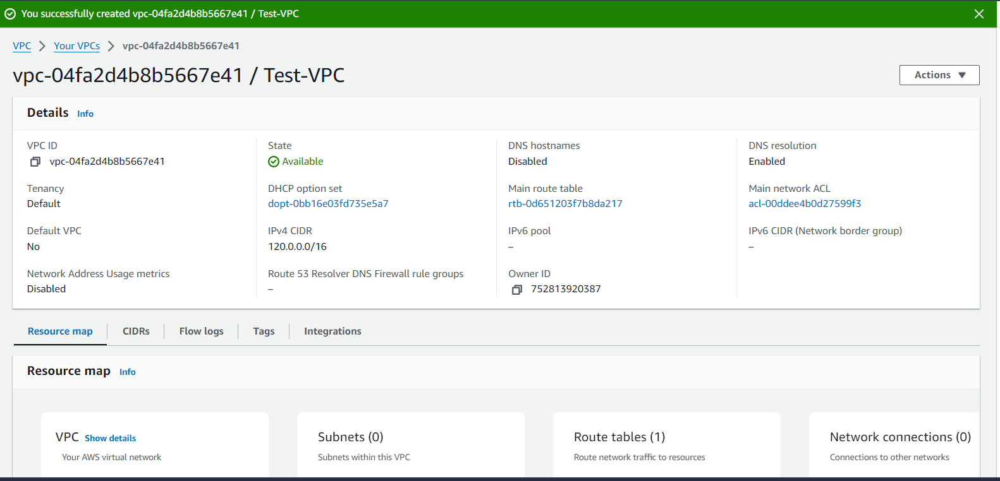 You successfully created vpc-04fa2d4b8b5667e41 / Test-VPC
VPC > Your VPCs > vpc-04fa2d4b8b5667e41
vpc-04fa2d4b8b5667e41 / Test-VPC
Actions
Details Info
VPC ID
vpc-04fa2d4b8b5667e41
State
Available
DNS hostnames
Disabled
DNS resolution
Enabled
Tenancy
Default
DHCP option set
dopt-0bb16e03fd735e5a7
Main route table
rtb-0d651203f7b8da217
Main network ACL
acl-00ddee4b0d27599f3
Default VPC
No
IPv4 CIDR
120.0.0.0/16
IPv6 pool
–
IPv6 CIDR (Network border group)
–
Network Address Usage metrics
Disabled
Route 53 Resolver DNS Firewall rule groups
–
Owner ID
752813920387
Resource map
CIDRs
Flow logs
Tags
Integrations
Resource map Info
VPC Show details
Your AWS virtual network
Subnets (0)
Subnets within this VPC
Route tables (1)
Route network traffic to resources
Network connections (0)
Connections to other networks